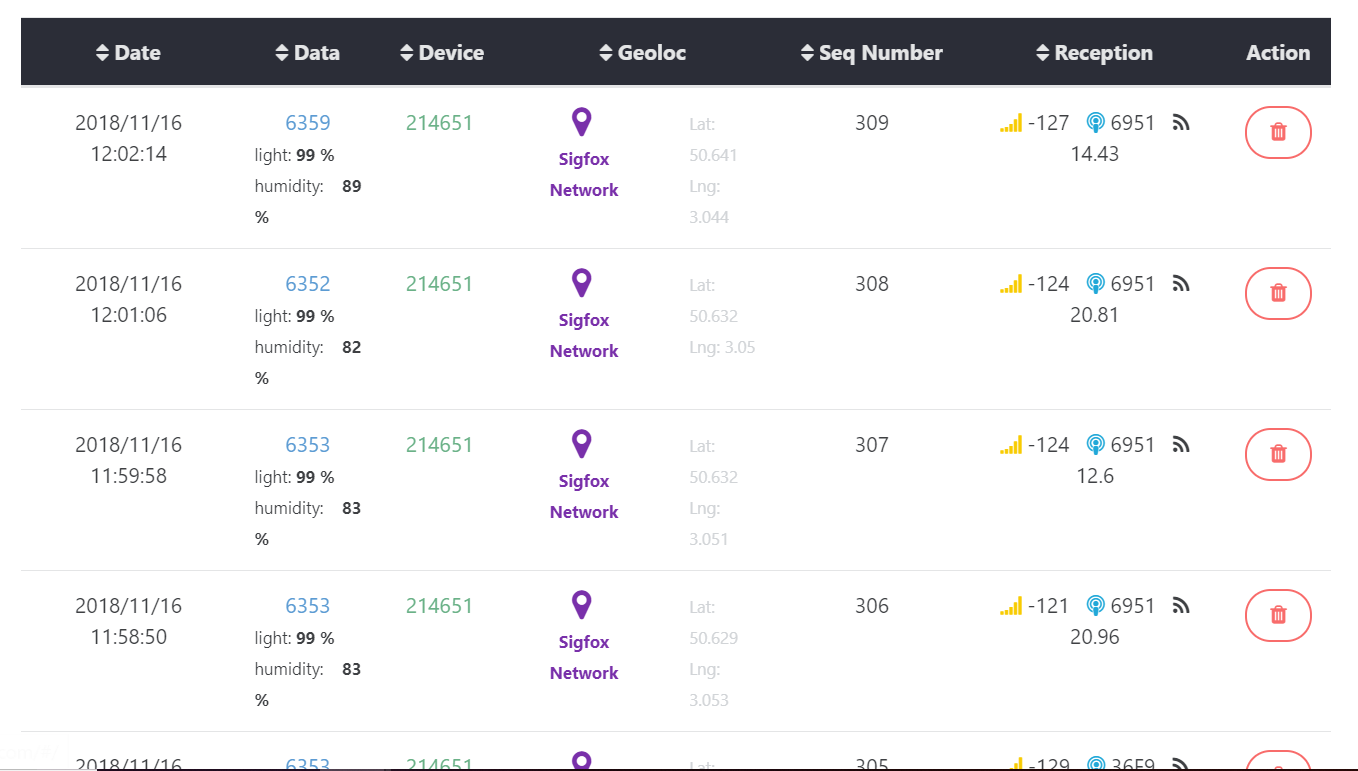 Date Data Device Geoloc Seq Number Reception Action
2018/11/16 6359 214651 Lat: 309 -127 6951
12:02:14 light: 99 % Sigfox 50.641 14.43
humidity: 89 Network Lng:
% 3.044
2018/11/16 6352 214651 Lat: 308 -124 6951
12:01:06 light: 99 % Sigfox 50.632 20.81
humidity: 82 Network Lng: 3.05
%
2018/11/16 6353 214651 Lat: 307 -124 6951
11:59:58 light: 99 % Sigfox 50.632 12.6
humidity: 83 Network Lng:
% 3.051
2018/11/16 6353 214651 Lat: 306 -121 6951
11:58:50 light: 99 % Sigfox 50.629 20.96
humidity: 83 Network Lng:
% 3.053
2018/11/16 6353 214651 Lat: 305 -129 36F9